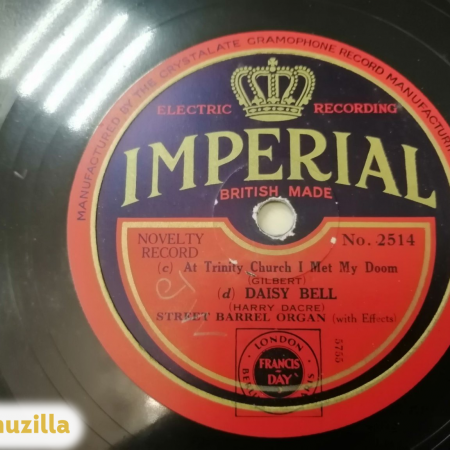 MANUFACTURED BY THE CRYSTALATE GRAMOPHONE RECORD MANUFACTURING
ELECTRIC RECORDING
IMPERIAL
BRITISH MADE
NOVELTY
RECORD
No. 2514
(c) At Trinity Church I Met My Doom
(GILBERT)
(d) DAISY BELL
(HARRY DACRE)
STREET BARREL ORGAN (with Effects)
5755
LONDON
FRANCIS
DAY
uzilla